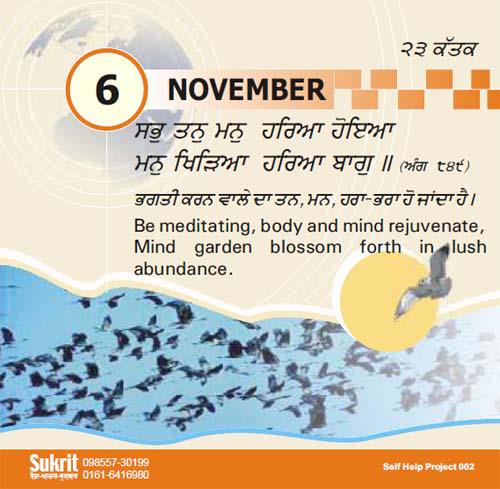 ੨੩ ਕੱਤਕ
6 NOVEMBER
ਸਭੁ ਤਨੁ ਮਨੁ ਹਰਿਆ ਹੋਇਆ
ਮਨੁ ਖਿੜਿਆ ਹਰਿਆ ਬਾਗੁ ॥ (ਅੰਗ ੮੪੯)
ਭਗਤੀ ਕਰਨ ਵਾਲੇ ਦਾ ਤਨ, ਮਨ, ਹਰਾ-ਭਰਾ ਹੋ ਜਾਂਦਾ ਹੈ।
Be meditating, body and mind rejuvenate,
Mind garden blossom forth in lush
abundance.
Sukrit 098557-30199
0161-6416980
Self Help Project 002